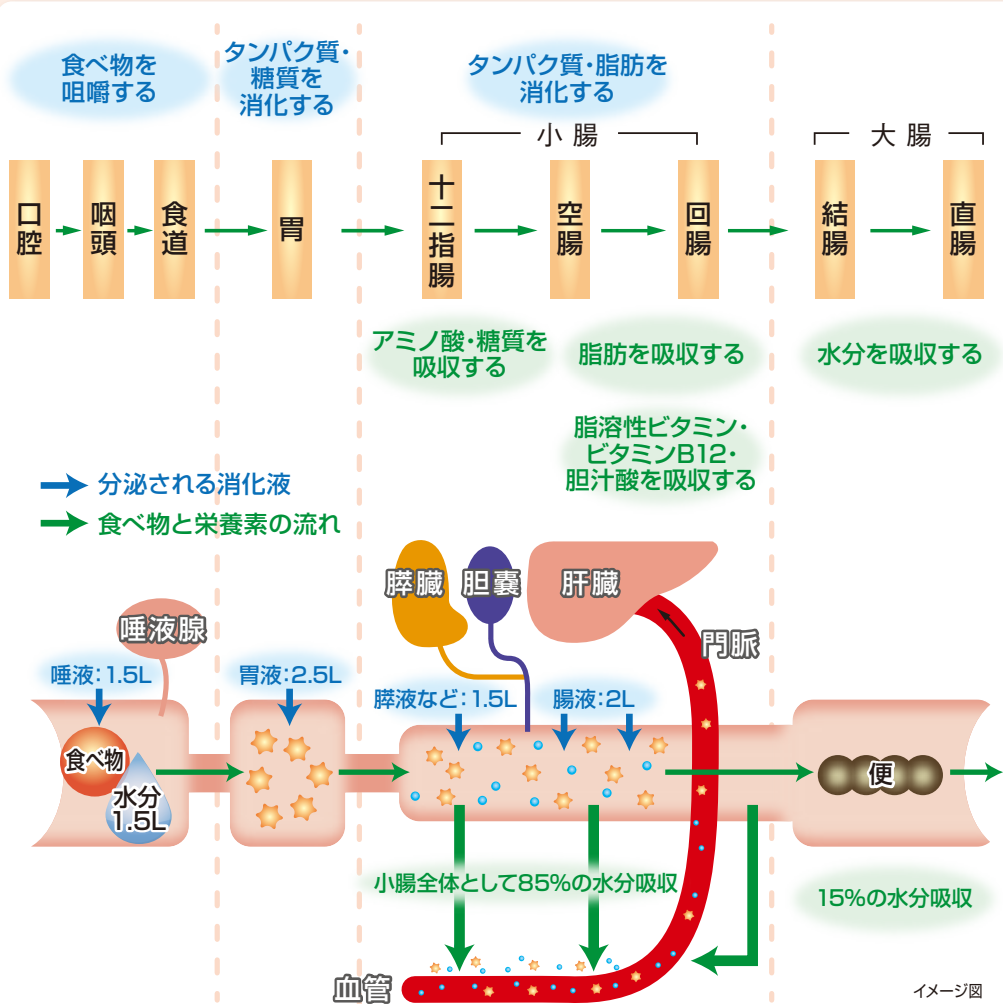 食べ物を
咀嚼する
タンパク質・
糖質を
消化する
タンパク質・脂肪を
消化する
小腸
大腸
口腔
咽頭
食道
胃
十二指腸
空腸
回腸
結腸
直腸
アミノ酸・糖質を
吸収する
脂肪を吸収する
水分を吸収する
脂溶性ビタミン・
ビタミンB12・
胆汁酸を吸収する
分泌される消化液
食べ物と栄養素の流れ
膵臓
胆嚢
肝臓
唾液腺
門脈
唾液：1.5L
胃液：2.5L
膵液など：1.5L
腸液：2L
食べ物
水分
1.5L
便
小腸全体として85%の水分吸収
15%の水分吸収
血管
イメージ図